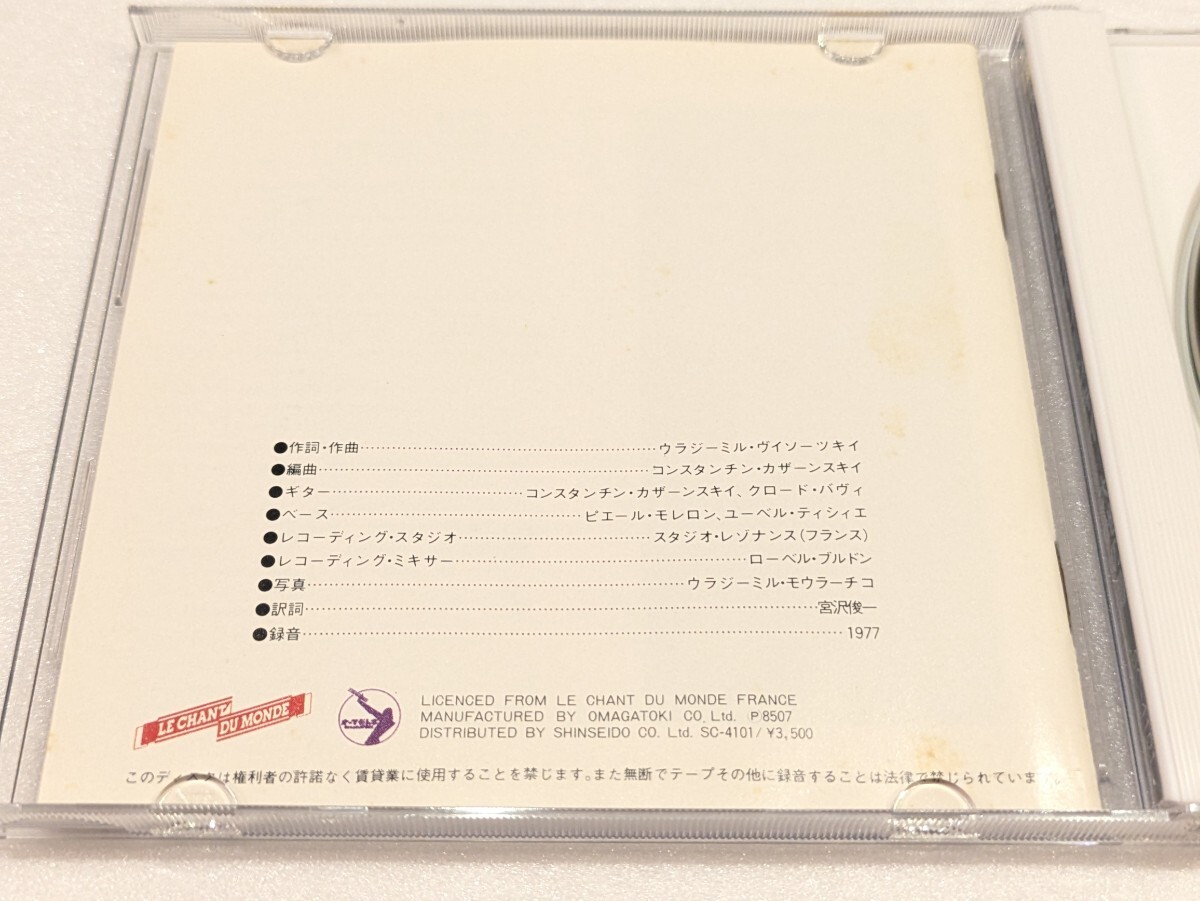 ●作詞・作曲……ウラジーミル・ヴイソーツキイ
●編曲……コンスタンチン・カザーンスキイ
●ギター……コンスタンチン・カザーンスキイ、クロード・バヴィ
●ベース……ピエール・モレロン、ユーベル・ティシィエ
●レコーディング・スタジオ……スタジオ・レゾナンス(フランス)
●レコーディング・ミキサー……ローベル・ブルドン
●写真……ウラジーミル・モウラーチコ
●訳詞……宮沢俊一
●録音……1977
LE CHANT DU MONDE
オーマガトキ
LICENCED FROM LE CHANT DU MONDE FRANCE
MANUFACTURED BY OMAGATOKI CO. Ltd. Ⓟ8507
DISTRIBUTED BY SHINSEIDO CO. Ltd. SC-4101/¥3,500
このディスクは権利者の許諾なく賃貸業に使用することを禁じます。また無断でテープその他に録音することは法律で禁じられています。